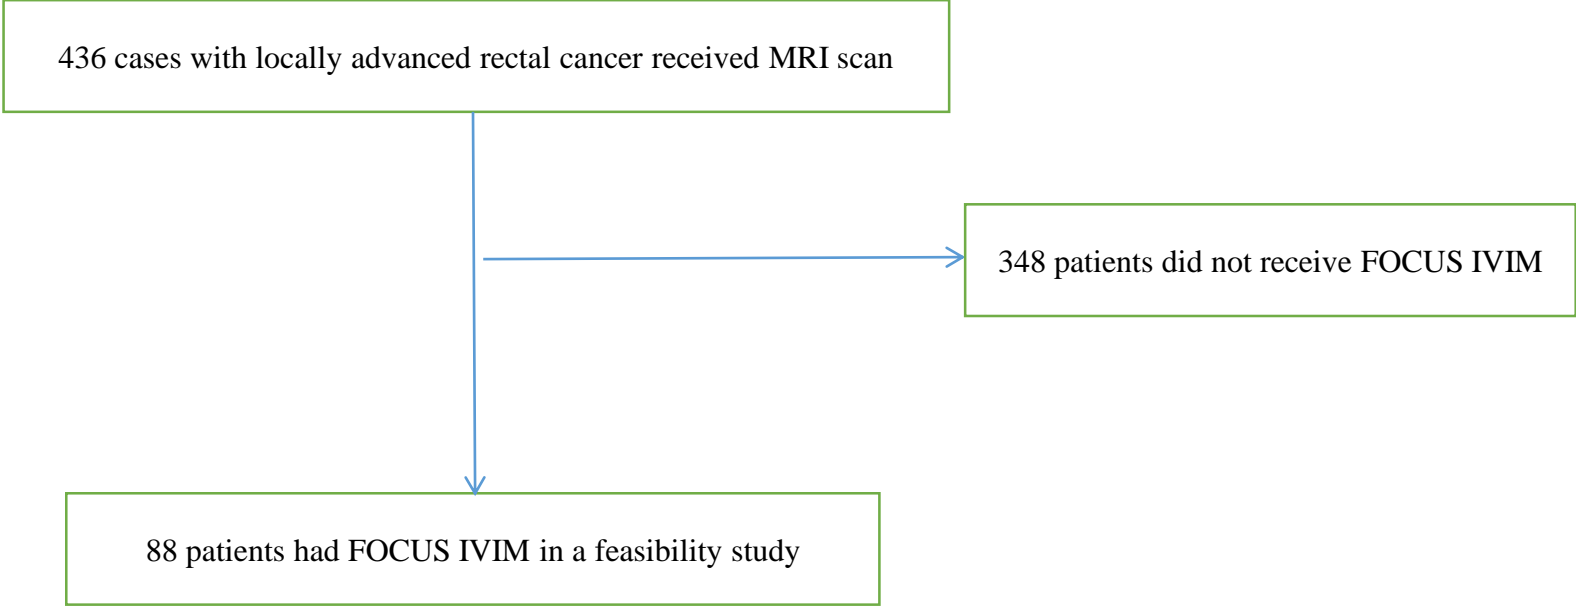 436 cases with locally advanced rectal cancer received MRI scan
348 patients did not receive FOCUS IVIM
88 patients had FOCUS IVIM in a feasibility study